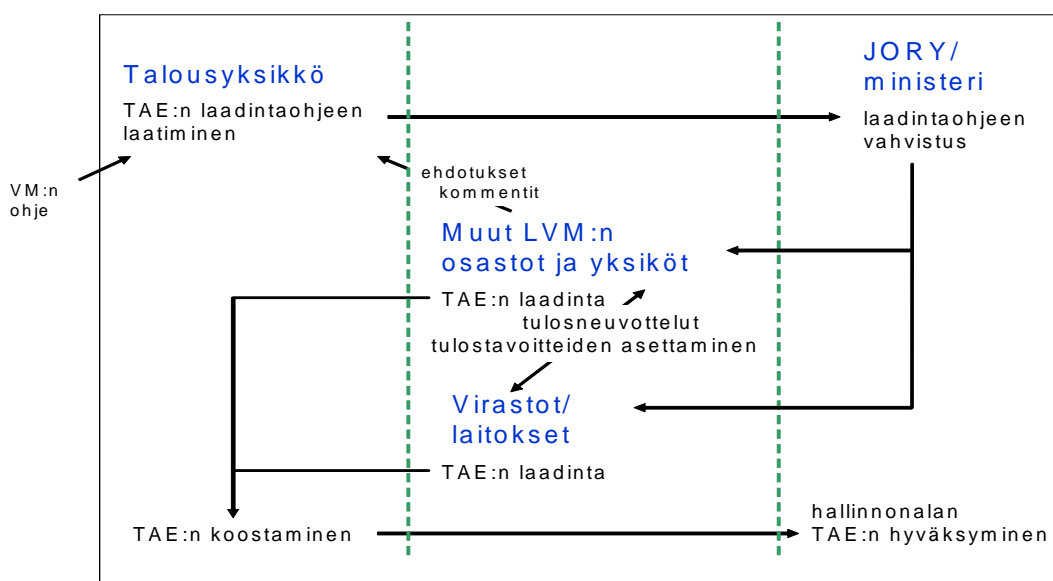 Talousyksikkö
TAE:n laadintaohjeen
laatiminen
VM:n
ohje
JORY/
ministeri
laadintaohjeen
vahvistus
ehdotukset
kommentit
Muut LVM:n
osastot ja yksiköt
TAE:n laadinta
tulosneuvottelut
tulostavoitteiden asettaminen
Virastot/
laitokset
TAE:n laadinta
TAE:n koostaminen
hallinnonalan
TAE:n hyväksyminen